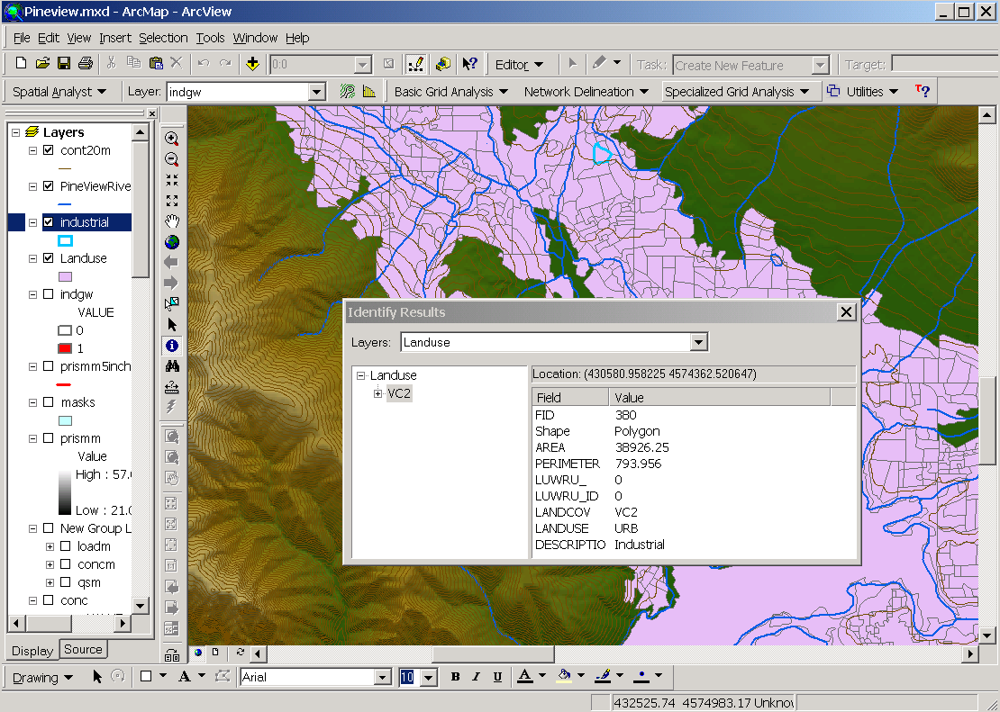 Pineview.mxd - ArcMap - ArcView
File Edit View Insert Selection Tools Window Help
0:0 Editor Task: Create New Feature Target:
Spatial Analyst Layer: indgw Basic Grid Analysis Network Delineation Specialized Grid Analysis Utilities T?
Layers
cont20m
PineViewRive
industrial
Landuse
indgw
VALUE
0
1
prismm5inch
masks
prismm
Value
High : 57.
Low : 21.0
New Group L
loadm
concm
qsm
conc
Display Source
Identify Results
Layers: Landuse
Landuse
VC2
Location: (430580.958225 4574362.520647)
Field Value
FID 380
Shape Polygon
AREA 38926.25
PERIMETER 793.956
LUWRU_ 0
LUWRU_ID 0
LANDCOV VC2
LANDUSE URB
DESCRIPTIO Industrial
Drawing A Arial 10 B I U A
432525.74 4574983.17 Unknow